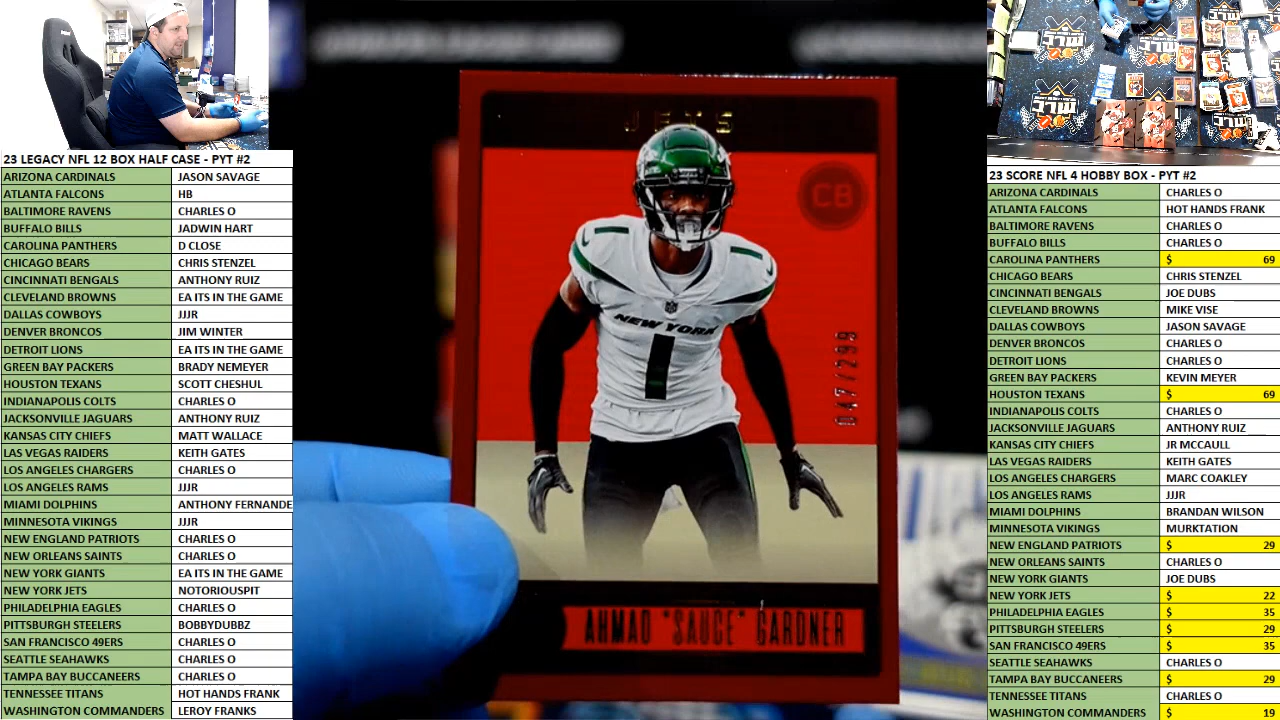 23 LEGACY NFL 12 BOX HALF CASE - PYT #2
ARIZONA CARDINALS JASON SAVAGE
ATLANTA FALCONS HB
BALTIMORE RAVENS CHARLES O
BUFFALO BILLS JADWIN HART
CAROLINA PANTHERS D CLOSE
CHICAGO BEARS CHRIS STENZEL
CINCINNATI BENGALS ANTHONY RUIZ
CLEVELAND BROWNS EA ITS IN THE GAME
DALLAS COWBOYS JJJR
DENVER BRONCOS JIM WINTER
DETROIT LIONS EA ITS IN THE GAME
GREEN BAY PACKERS BRADY NEMEYER
HOUSTON TEXANS SCOTT CHESHUL
INDIANAPOLIS COLTS CHARLES O
JACKSONVILLE JAGUARS ANTHONY RUIZ
KANSAS CITY CHIEFS MATT WALLACE
LAS VEGAS RAIDERS KEITH GATES
LOS ANGELES CHARGERS CHARLES O
LOS ANGELES RAMS JJJR
MIAMI DOLPHINS ANTHONY FERNANDE
MINNESOTA VIKINGS JJJR
NEW ENGLAND PATRIOTS CHARLES O
NEW ORLEANS SAINTS CHARLES O
NEW YORK GIANTS EA ITS IN THE GAME
NEW YORK JETS NOTORIOUSPIT
PHILADELPHIA EAGLES CHARLES O
PITTSBURGH STEELERS BOBBYDUBBZ
SAN FRANCISCO 49ERS CHARLES O
SEATTLE SEAHAWKS CHARLES O
TAMPA BAY BUCCANEERS CHARLES O
TENNESSEE TITANS HOT HANDS FRANK
WASHINGTON COMMANDERS LEROY FRANKS
JETS
CB
1
1
NEW YORK
1
047/299
AHMAD "SAUCE" GARDNER
23 SCORE NFL 4 HOBBY BOX - PYT #2
ARIZONA CARDINALS CHARLES O
ATLANTA FALCONS HOT HANDS FRANK
BALTIMORE RAVENS CHARLES O
BUFFALO BILLS CHARLES O
CAROLINA PANTHERS $ 69
CHICAGO BEARS CHRIS STENZEL
CINCINNATI BENGALS JOE DUBS
CLEVELAND BROWNS MIKE VISE
DALLAS COWBOYS JASON SAVAGE
DENVER BRONCOS CHARLES O
DETROIT LIONS CHARLES O
GREEN BAY PACKERS KEVIN MEYER
HOUSTON TEXANS $ 69
INDIANAPOLIS COLTS CHARLES O
JACKSONVILLE JAGUARS ANTHONY RUIZ
KANSAS CITY CHIEFS JR MCCAULL
LAS VEGAS RAIDERS KEITH GATES
LOS ANGELES CHARGERS MARC COAKLEY
LOS ANGELES RAMS JJJR
MIAMI DOLPHINS BRANDAN WILSON
MINNESOTA VIKINGS MURKTATION
NEW ENGLAND PATRIOTS $ 29
NEW ORLEANS SAINTS CHARLES O
NEW YORK GIANTS JOE DUBS
NEW YORK JETS $ 22
PHILADELPHIA EAGLES $ 35
PITTSBURGH STEELERS $ 29
SAN FRANCISCO 49ERS $ 35
SEATTLE SEAHAWKS CHARLES O
TAMPA BAY BUCCANEERS $ 29
TENNESSEE TITANS CHARLES O
WASHINGTON COMMANDERS $ 19